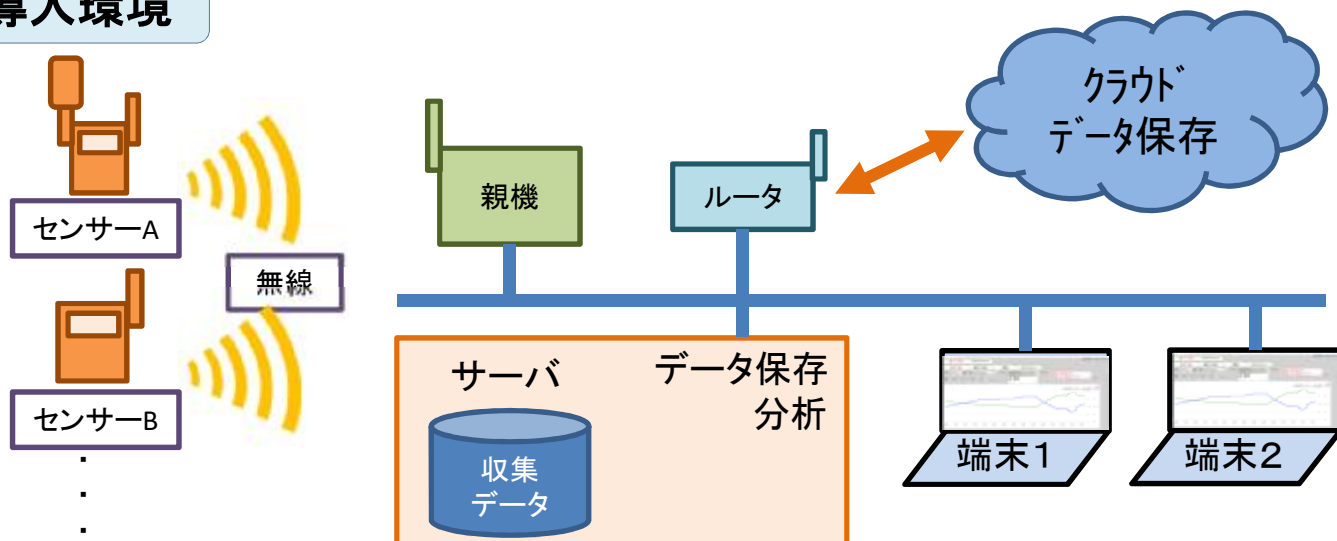 導入環境
センサーA
無線
センサーB
・
・
・
親機
ルータ
クラウド
データ保存
サーバ
収集
データ
データ保存
分析
端末1
端末2